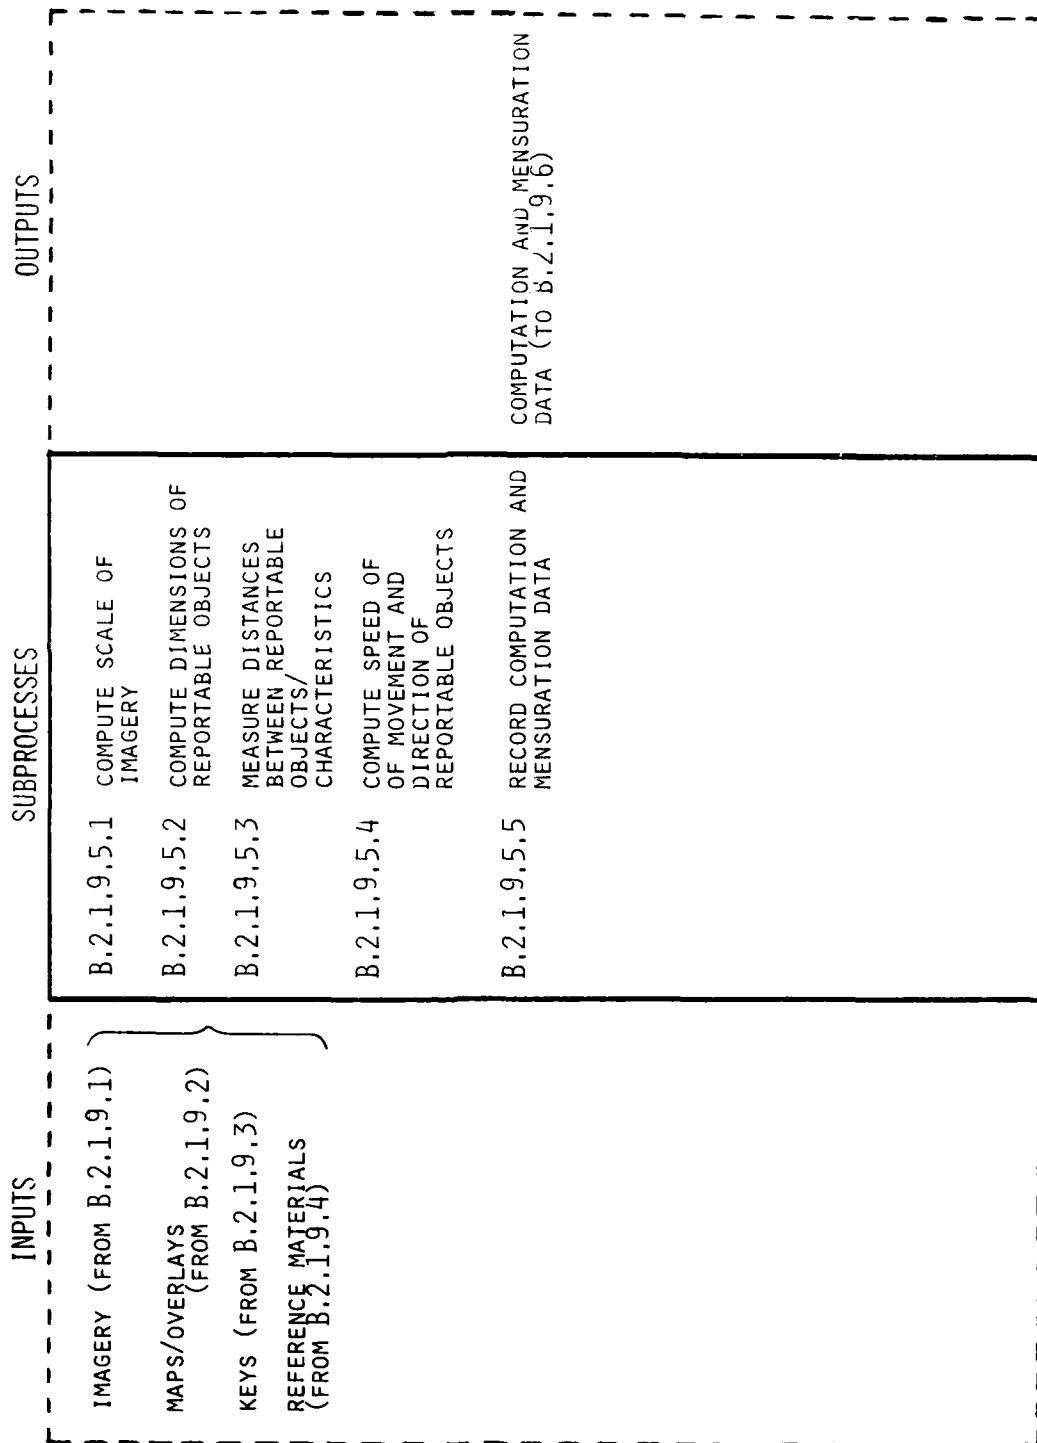 INPUTS
IMAGERY (FROM B.2.1.9.1)
MAPS/OVERLAYS
(FROM B.2.1.9.2)
KEYS (FROM B.2.1.9.3)
REFERENCE MATERIALS
(FROM B.2.1.9.4)
SUBPROCESSES
B.2.1.9.5.1 COMPUTE SCALE OF
IMAGERY
B.2.1.9.5.2 COMPUTE DIMENSIONS OF
REPORTABLE OBJECTS
B.2.1.9.5.3 MEASURE DISTANCES
BETWEEN REPORTABLE
OBJECTS/
CHARACTERISTICS
B.2.1.9.5.4 COMPUTE SPEED OF
OF MOVEMENT AND
DIRECTION OF
REPORTABLE OBJECTS
B.2.1.9.5.5 RECORD COMPUTATION AND
MENSURATION DATA
OUTPUTS
COMPUTATION AND MENSURATION
DATA (TO B.2.1.9.6)